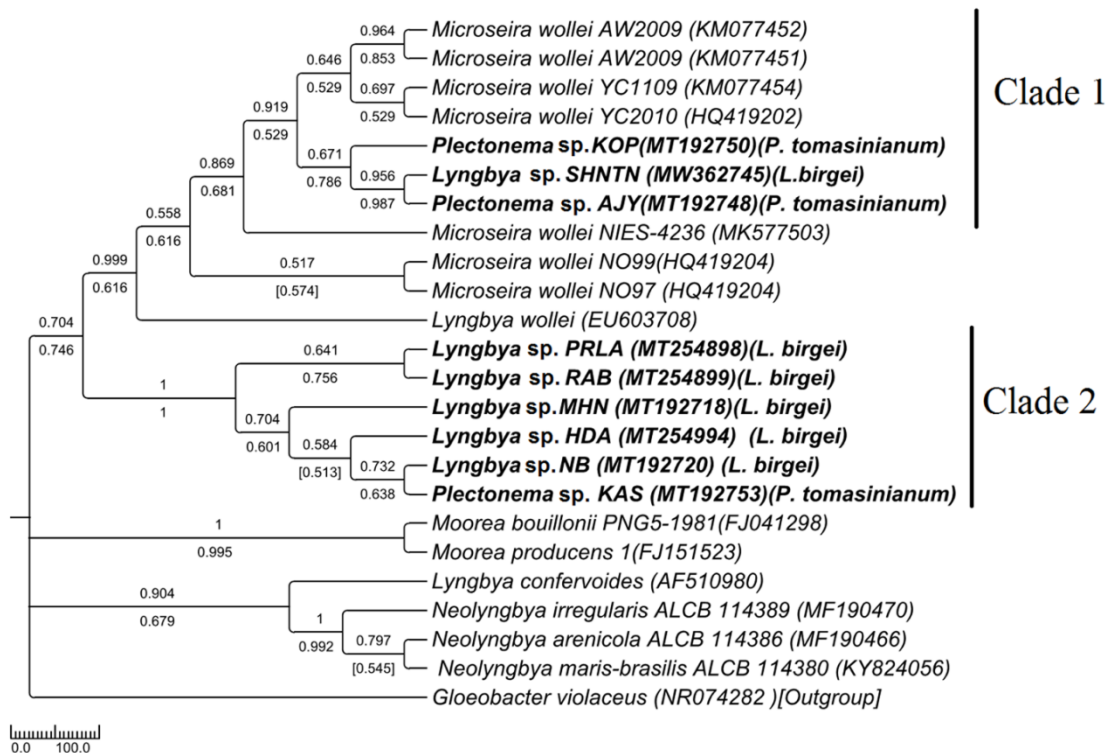 0.964
Microseira wollei AW2009 (KM077452)
0.853
Microseira wollei AW2009 (KM077451)
0.646
0.529
0.697
Microseira wollei YC1109 (KM077454)
0.529
Microseira wollei YC2010 (HQ419202)
Clade 1
0.919
0.529
0.671
Plectonema sp. KOP(MT192750)(P. tomasinianum)
0.786
0.956
Lyngbya sp. SHNTN (MW362745)(L.birgei)
0.987
Plectonema sp. AJY(MT192748)(P. tomasinianum)
0.869
0.681
Microseira wollei NIES-4236 (MK577503)
0.558
0.616
0.517
Microseira wollei NO99(HQ419204)
[0.574]
Microseira wollei NO97 (HQ419204)
0.999
0.616
Lyngbya wollei (EU603708)
0.704
0.746
0.641
Lyngbya sp. PRLA (MT254898)(L. birgei)
0.756
Lyngbya sp. RAB (MT254899)(L. birgei)
1
1
0.704
Lyngbya sp.MHN (MT192718)(L. birgei)
Clade 2
0.601
0.584
Lyngbya sp. HDA (MT254994) (L. birgei)
[0.513]
0.732
Lyngbya sp.NB (MT192720) (L. birgei)
0.638
Plectonema sp. KAS (MT192753)(P. tomasinianum)
1
Moorea bouillonii PNG5-1981(FJ041298)
0.995
Moorea producens 1(FJ151523)
0.904
Lyngbya confervoides (AF510980)
0.679
1
Neolyngbya irregularis ALCB 114389 (MF190470)
0.992
0.797
Neolyngbya arenicola ALCB 114386 (MF190466)
[0.545]
Neolyngbya maris-brasilis ALCB 114380 (KY824056)
Gloeobacter violaceus (NR074282 )[Outgroup]
0.0 100.0